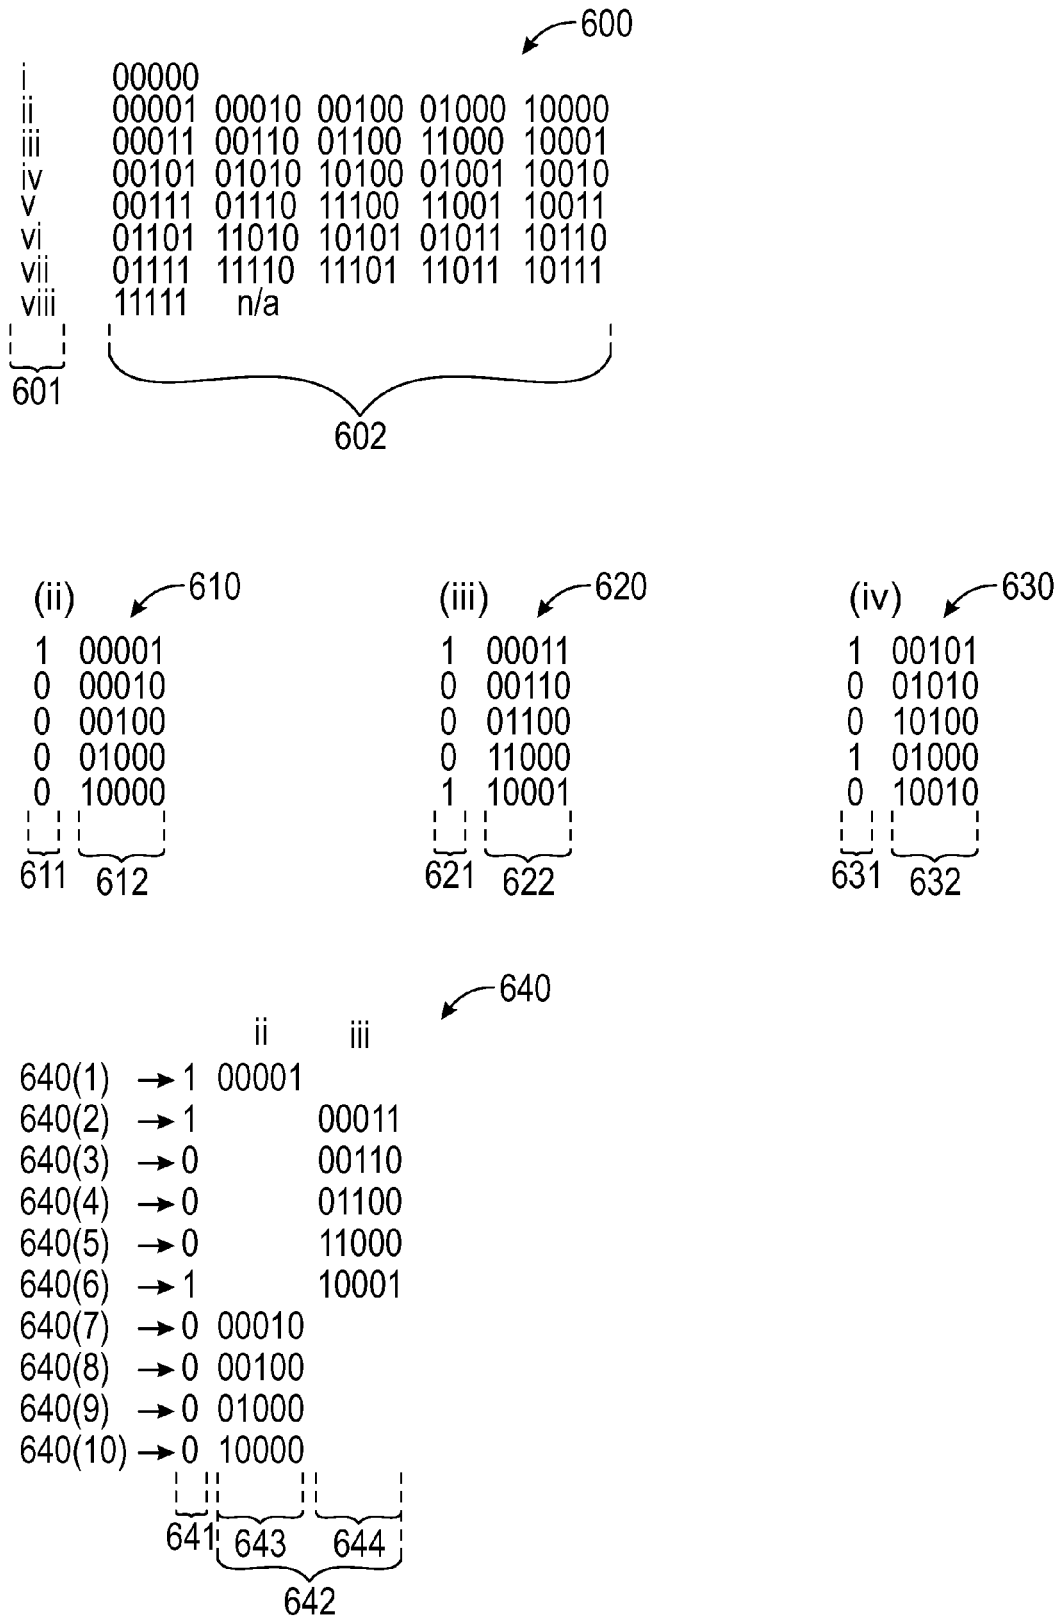 600
i 00000
ii 00001 00010 00100 01000 10000
iii 00011 00110 01100 11000 10001
iv 00101 01010 10100 01001 10010
v 00111 01110 11100 11001 10011
vi 01101 11010 10101 01011 10110
vii 01111 11110 11101 11011 10111
viii 11111 n/a
601
602
(ii) 610
1 00001
0 00010
0 00100
0 01000
0 10000
611 612
(iii) 620
1 00011
0 00110
0 01100
0 11000
1 10001
621 622
(iv) 630
1 00101
0 01010
0 10100
1 01000
0 10010
631 632
640
ii iii
640(1) → 1 00001
640(2) → 1 00011
640(3) → 0 00110
640(4) → 0 01100
640(5) → 0 11000
640(6) → 1 10001
640(7) → 0 00010
640(8) → 0 00100
640(9) → 0 01000
640(10) → 0 10000
641 643 644
642